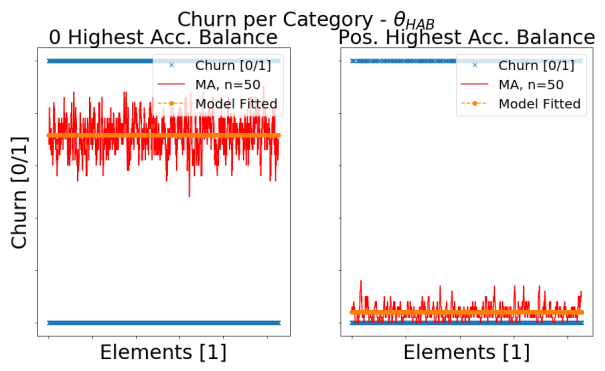 Churn per Category - θ_HAB
0 Highest Acc. Balance
Pos. Highest Acc. Balance
Churn [0/1]
MA, n=50
Model Fitted
Churn [0/1]
MA, n=50
Model Fitted
Churn [0/1]
Elements [1]
Elements [1]